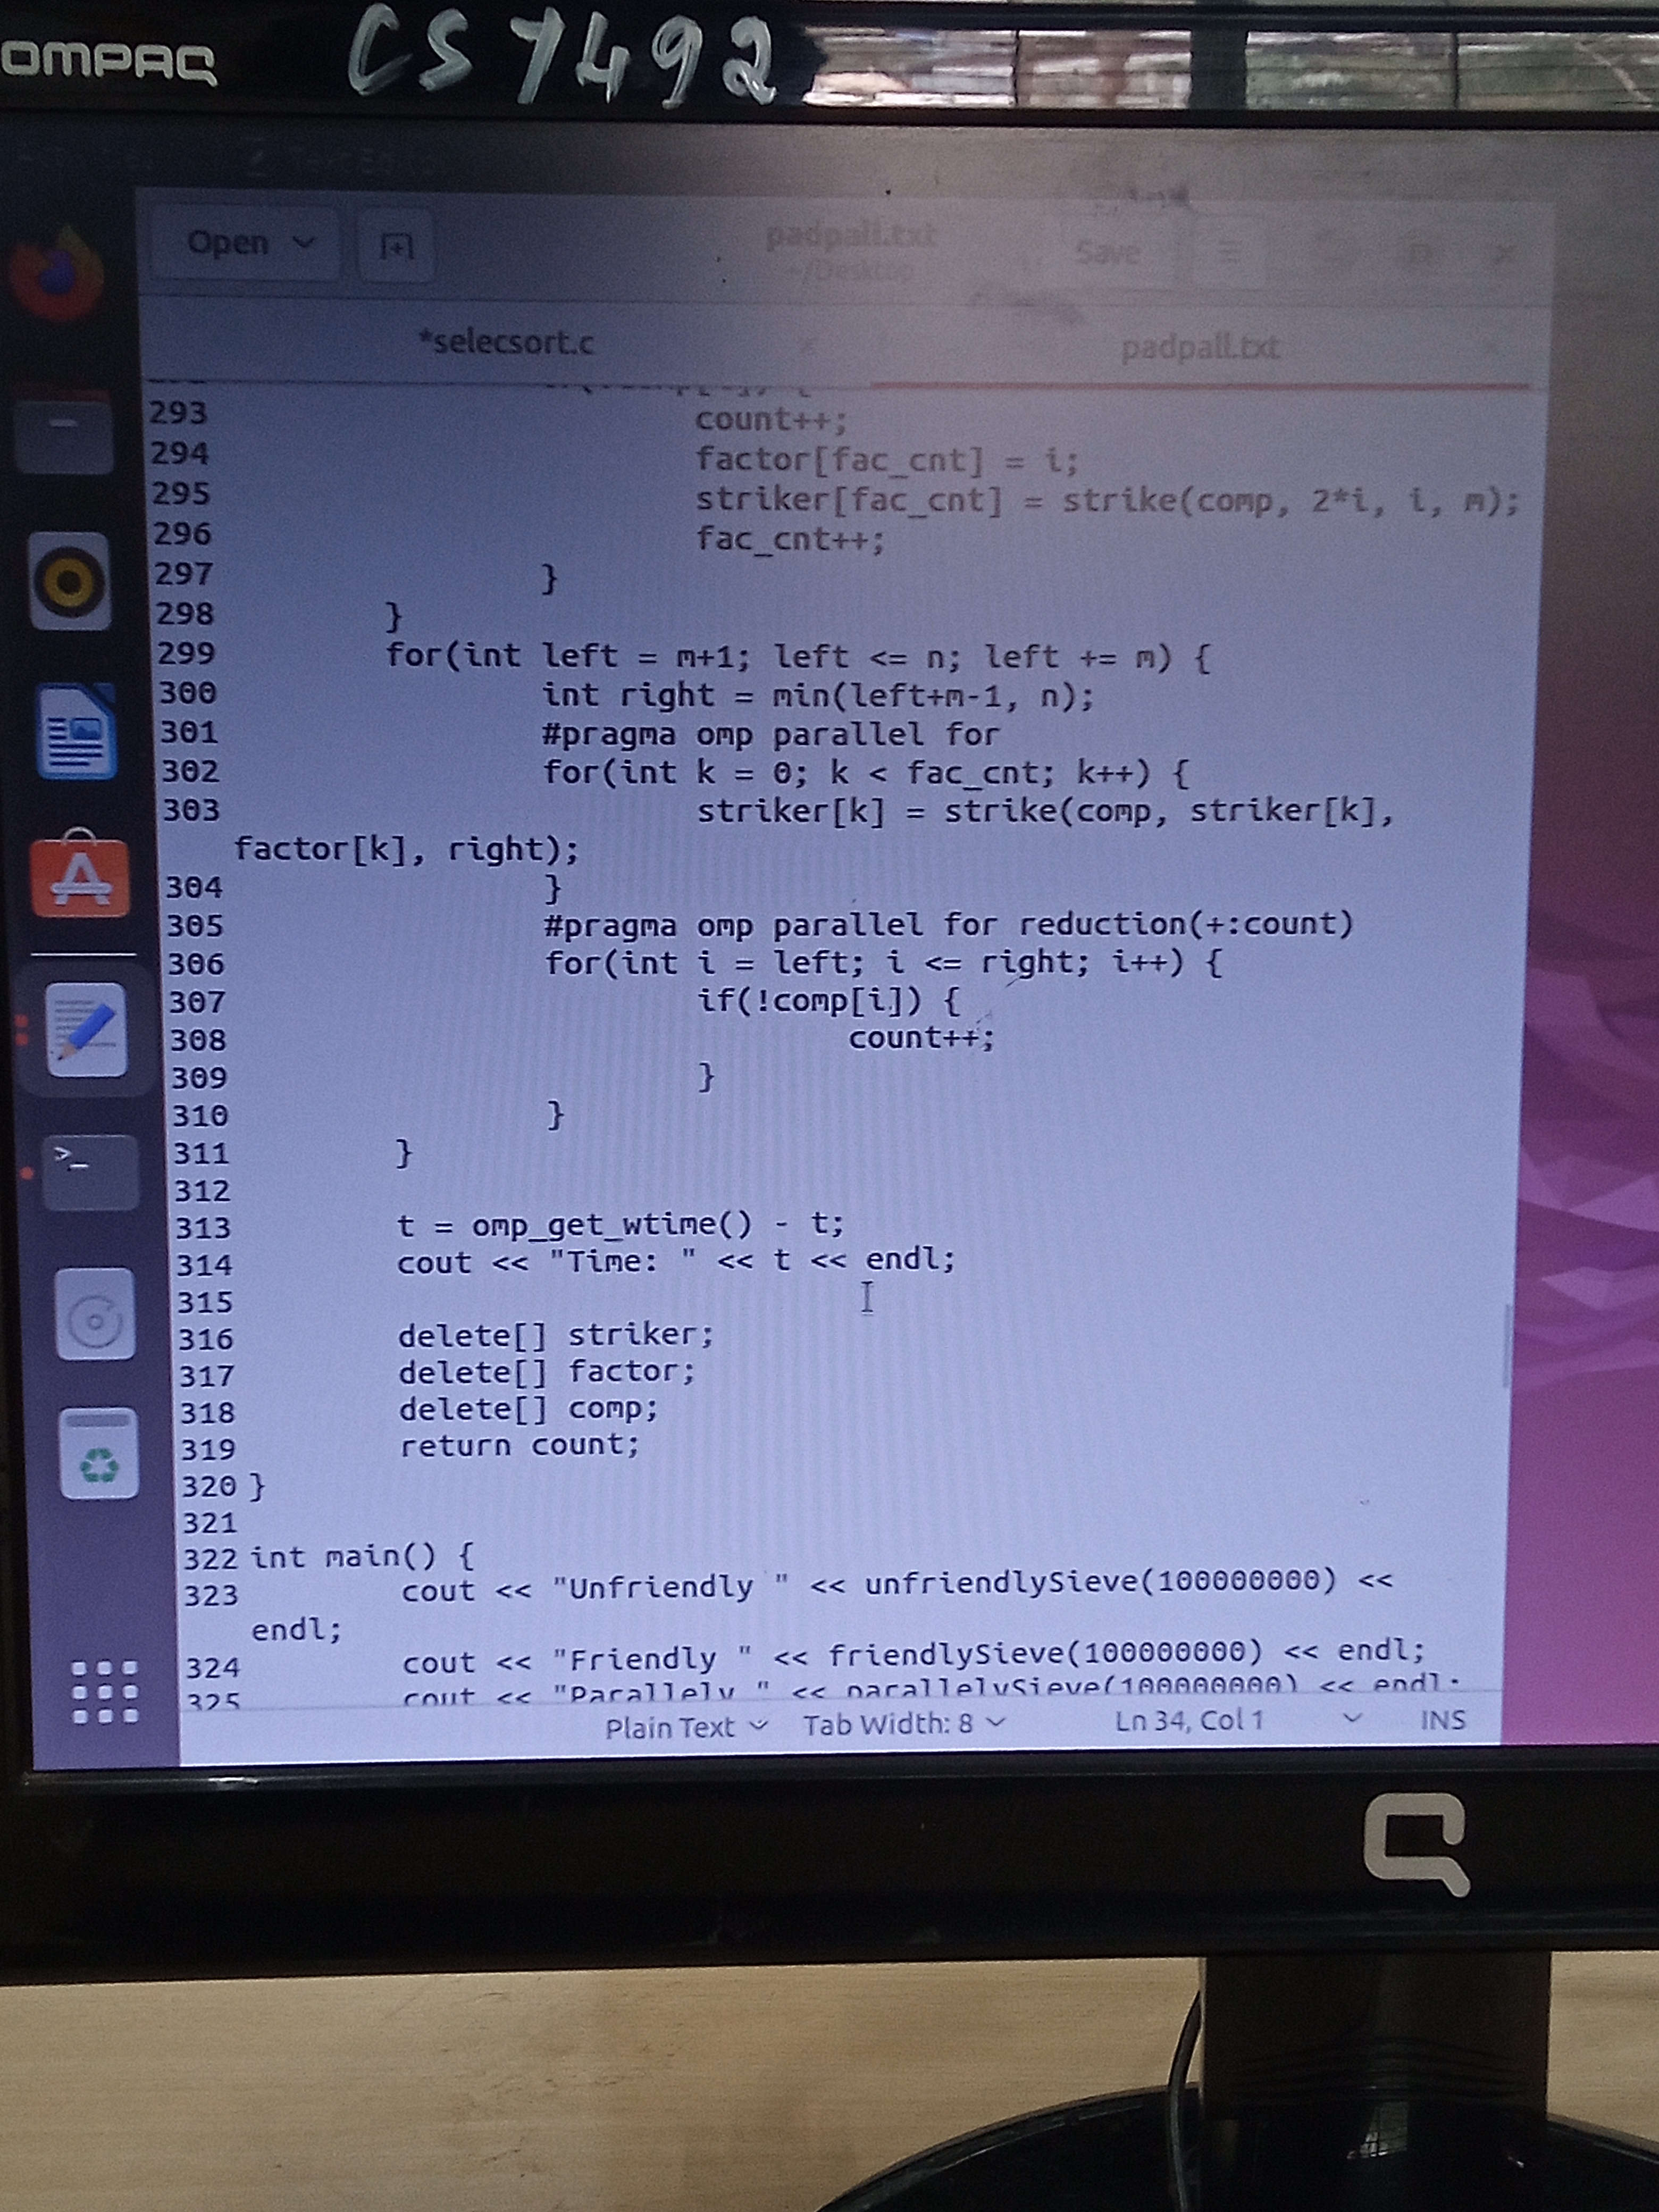 OMPAQ
CS 7492
Open
padpall.txt
~/Desktop
Save
*selecsort.c
padpall.txt
293 count++;
294 factor[fac_cnt] = i;
295 striker[fac_cnt] = strike(comp, 2*i, i, m);
296 fac_cnt++;
297 }
298 }
299 for(int left = m+1; left <= n; left += m) {
300 int right = min(left+m-1, n);
301 #pragma omp parallel for
302 for(int k = 0; k < fac_cnt; k++) {
303 striker[k] = strike(comp, striker[k],
factor[k], right);
304 }
305 #pragma omp parallel for reduction(+:count)
306 for(int i = left; i <= right; i++) {
307 if(!comp[i]) {
308 count++;
309 }
310 }
311 }
312
313 t = omp_get_wtime() - t;
314 cout << "Time: " << t << endl;
315
316 delete[] striker;
317 delete[] factor;
318 delete[] comp;
319 return count;
320 }
321
322 int main() {
323 cout << "Unfriendly " << unfriendlySieve(100000000) <<
endl;
324 cout << "Friendly " << friendlySieve(100000000) << endl;
325 cout << "Parallely " << parallelySieve(100000000) << endl;
Plain Text Tab Width: 8 Ln 34, Col 1 INS